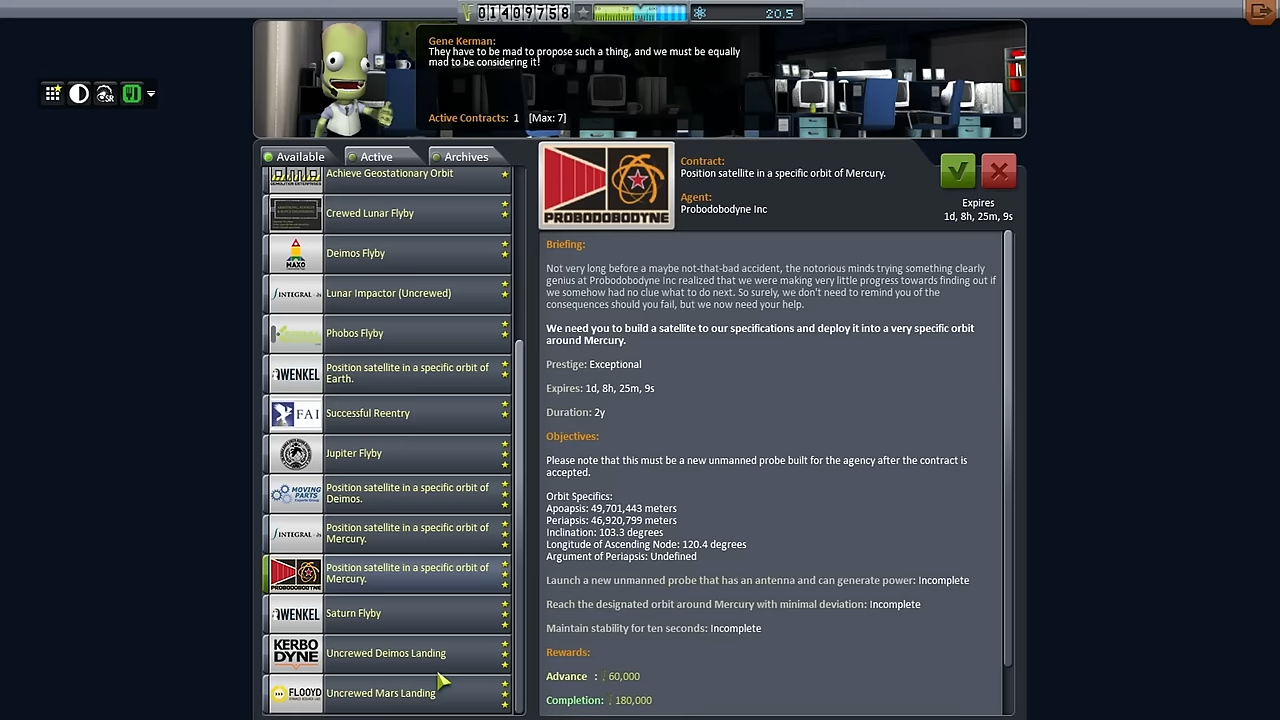 01409758
20.5
Gene Kerman:
They have to be mad to propose such a thing, and we must be equally
mad to be considering it!
Active Contracts: 1 [Max: 7]
Available
Active
Archives
Achieve Geostationary Orbit
Crewed Lunar Flyby
MAXO
Deimos Flyby
INTEGRAL
Lunar Impactor (Uncrewed)
Phobos Flyby
WENKEL
Position satellite in a specific orbit of
Earth.
FAI
Successful Reentry
Jupiter Flyby
MOVING
PARTS
Position satellite in a specific orbit of
Deimos.
INTEGRAL
Position satellite in a specific orbit of
Mercury.
PROBODOBODYNE
Position satellite in a specific orbit of
Mercury.
WENKEL
Saturn Flyby
KERBO
DYNE
Uncrewed Deimos Landing
FLOOYD
Uncrewed Mars Landing
PROBODOBODYNE
Contract:
Position satellite in a specific orbit of Mercury.
Agent:
Probodobodyne Inc
Expires
1d, 8h, 25m, 9s
Briefing:
Not very long before a maybe not-that-bad accident, the notorious minds trying something clearly
genius at Probodobodyne Inc realized that we were making very little progress towards finding out if
we somehow had no clue what to do next. So surely, we don't need to remind you of the
consequences should you fail, but we now need your help.
We need you to build a satellite to our specifications and deploy it into a very specific orbit
around Mercury.
Prestige: Exceptional
Expires: 1d, 8h, 25m, 9s
Duration: 2y
Objectives:
Please note that this must be a new unmanned probe built for the agency after the contract is
accepted.
Orbit Specifics:
Apoapsis: 49,701,443 meters
Periapsis: 46,920,799 meters
Inclination: 103.3 degrees
Longitude of Ascending Node: 120.4 degrees
Argument of Periapsis: Undefined
Launch a new unmanned probe that has an antenna and can generate power: Incomplete
Reach the designated orbit around Mercury with minimal deviation: Incomplete
Maintain stability for ten seconds: Incomplete
Rewards:
Advance : 60,000
Completion: 180,000